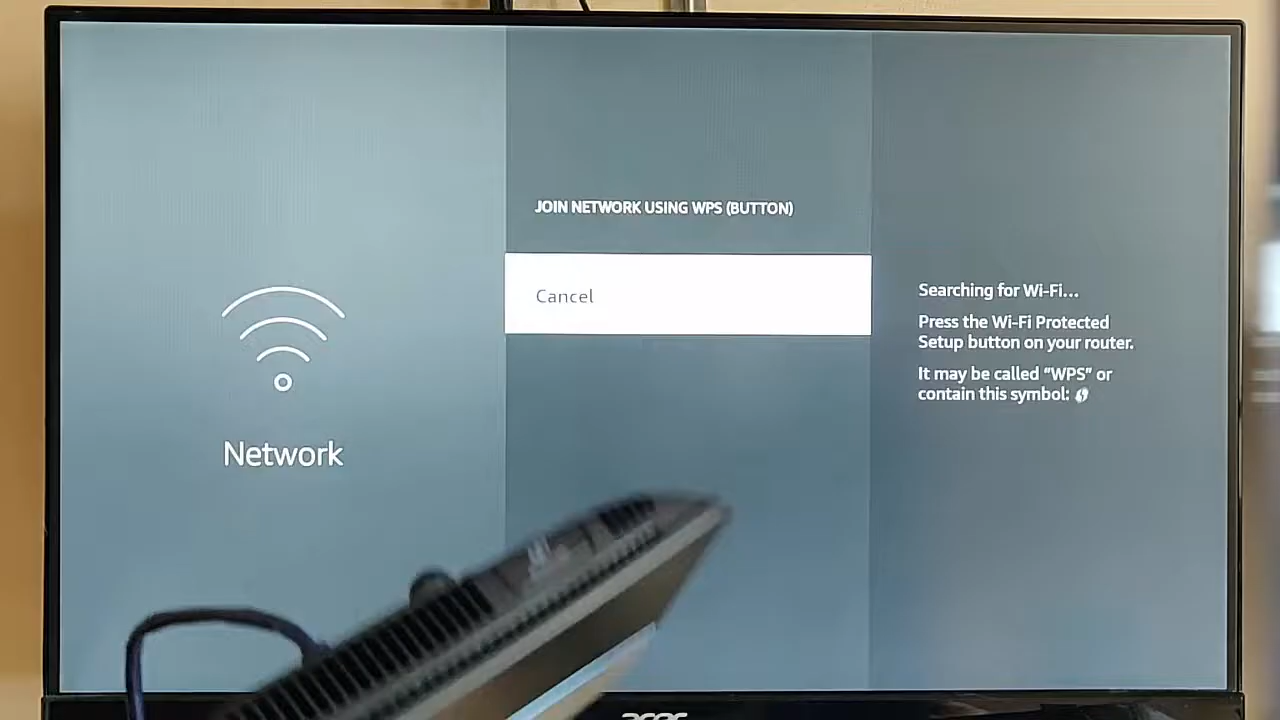 JOIN NETWORK USING WPS (BUTTON)
Cancel
Network
Searching for Wi-Fi...
Press the Wi-Fi Protected
Setup button on your router.
It may be called "WPS" or
contain this symbol:
acer